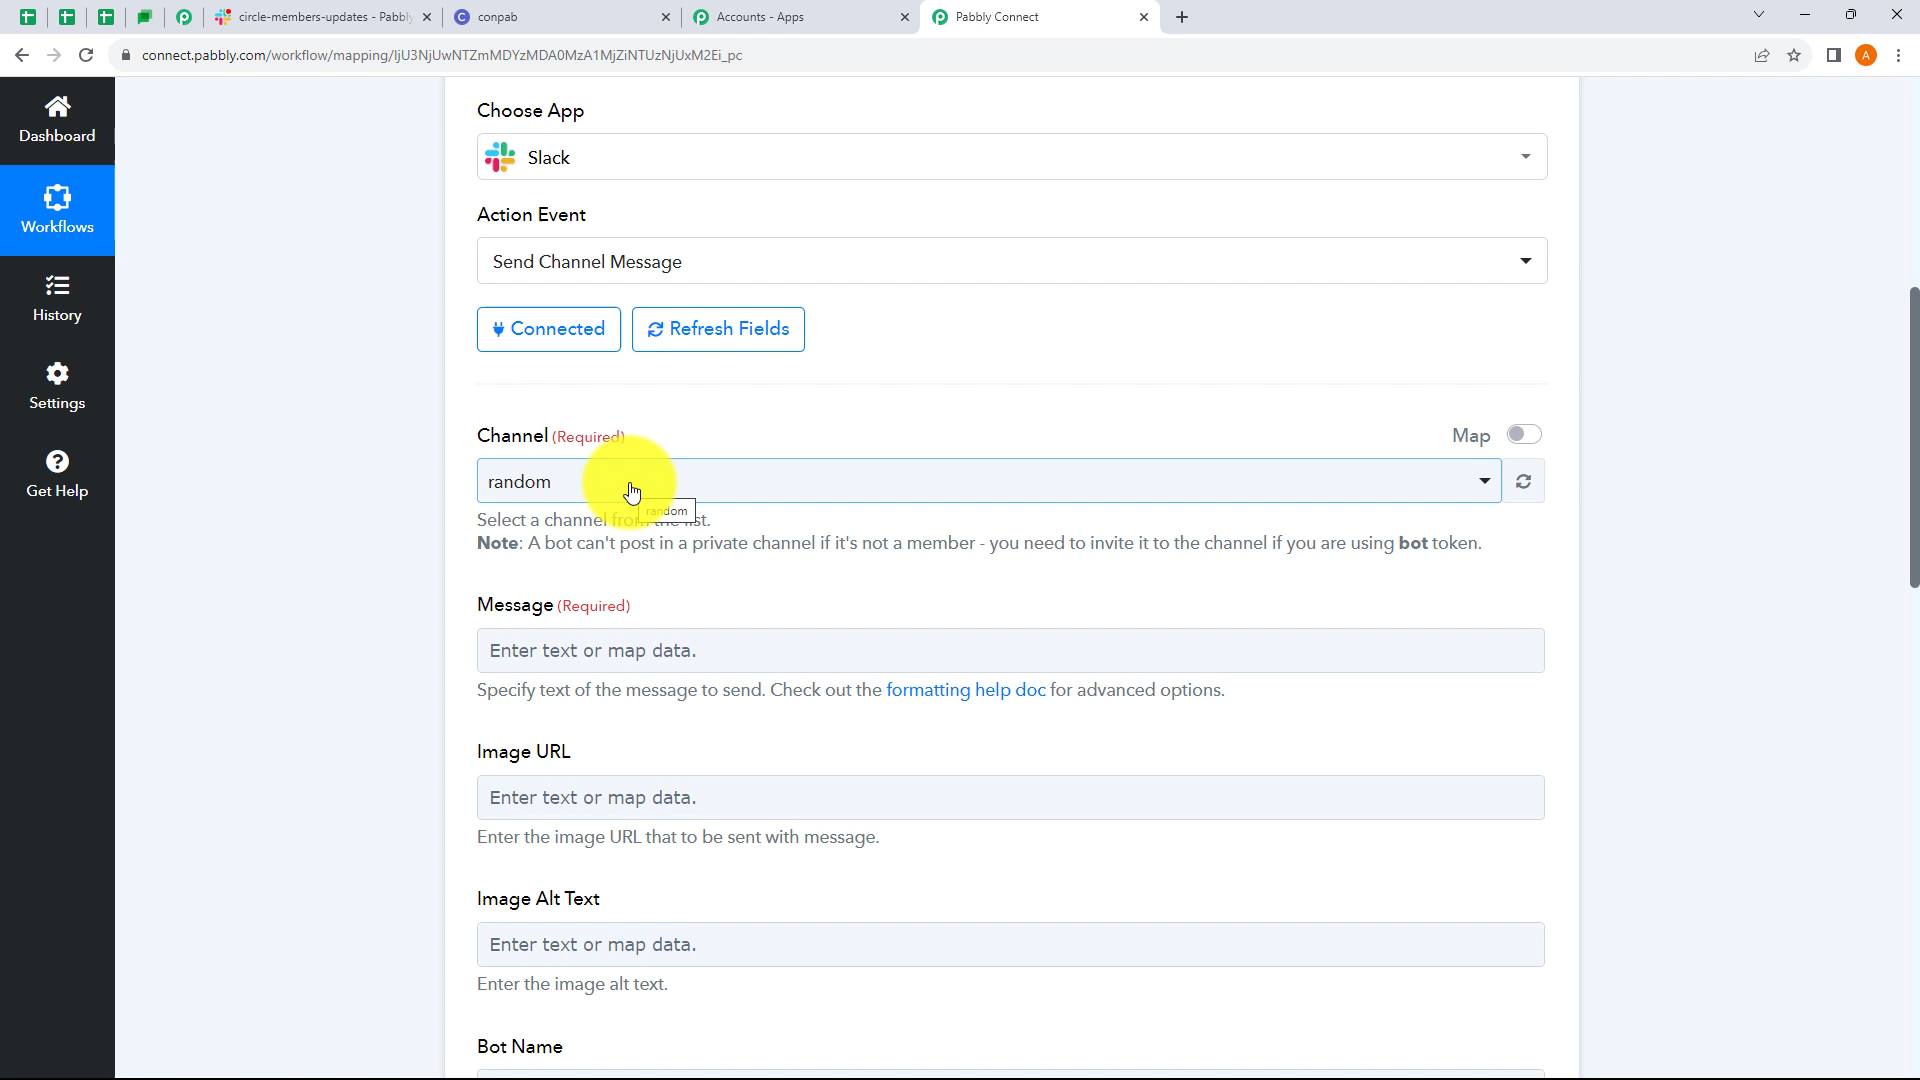 circle-members-updates - Pabbly
conpab
Accounts - Apps
Pabbly Connect
connect.pabbly.com/workflow/mapping/IjU3NjUwNTZmMDYzMDA0MzA1MjZiNTUzNjUxM2Ei_pc
A
Dashboard
Workflows
History
Settings
Get Help
Choose App
Slack
Action Event
Send Channel Message
Connected
Refresh Fields
Channel (Required)
Map
random
random
Select a channel from the list.
Note: A bot can't post in a private channel if it's not a member - you need to invite it to the channel if you are using bot token.
Message (Required)
Enter text or map data.
Specify text of the message to send. Check out the formatting help doc for advanced options.
Image URL
Enter text or map data.
Enter the image URL that to be sent with message.
Image Alt Text
Enter text or map data.
Enter the image alt text.
Bot Name